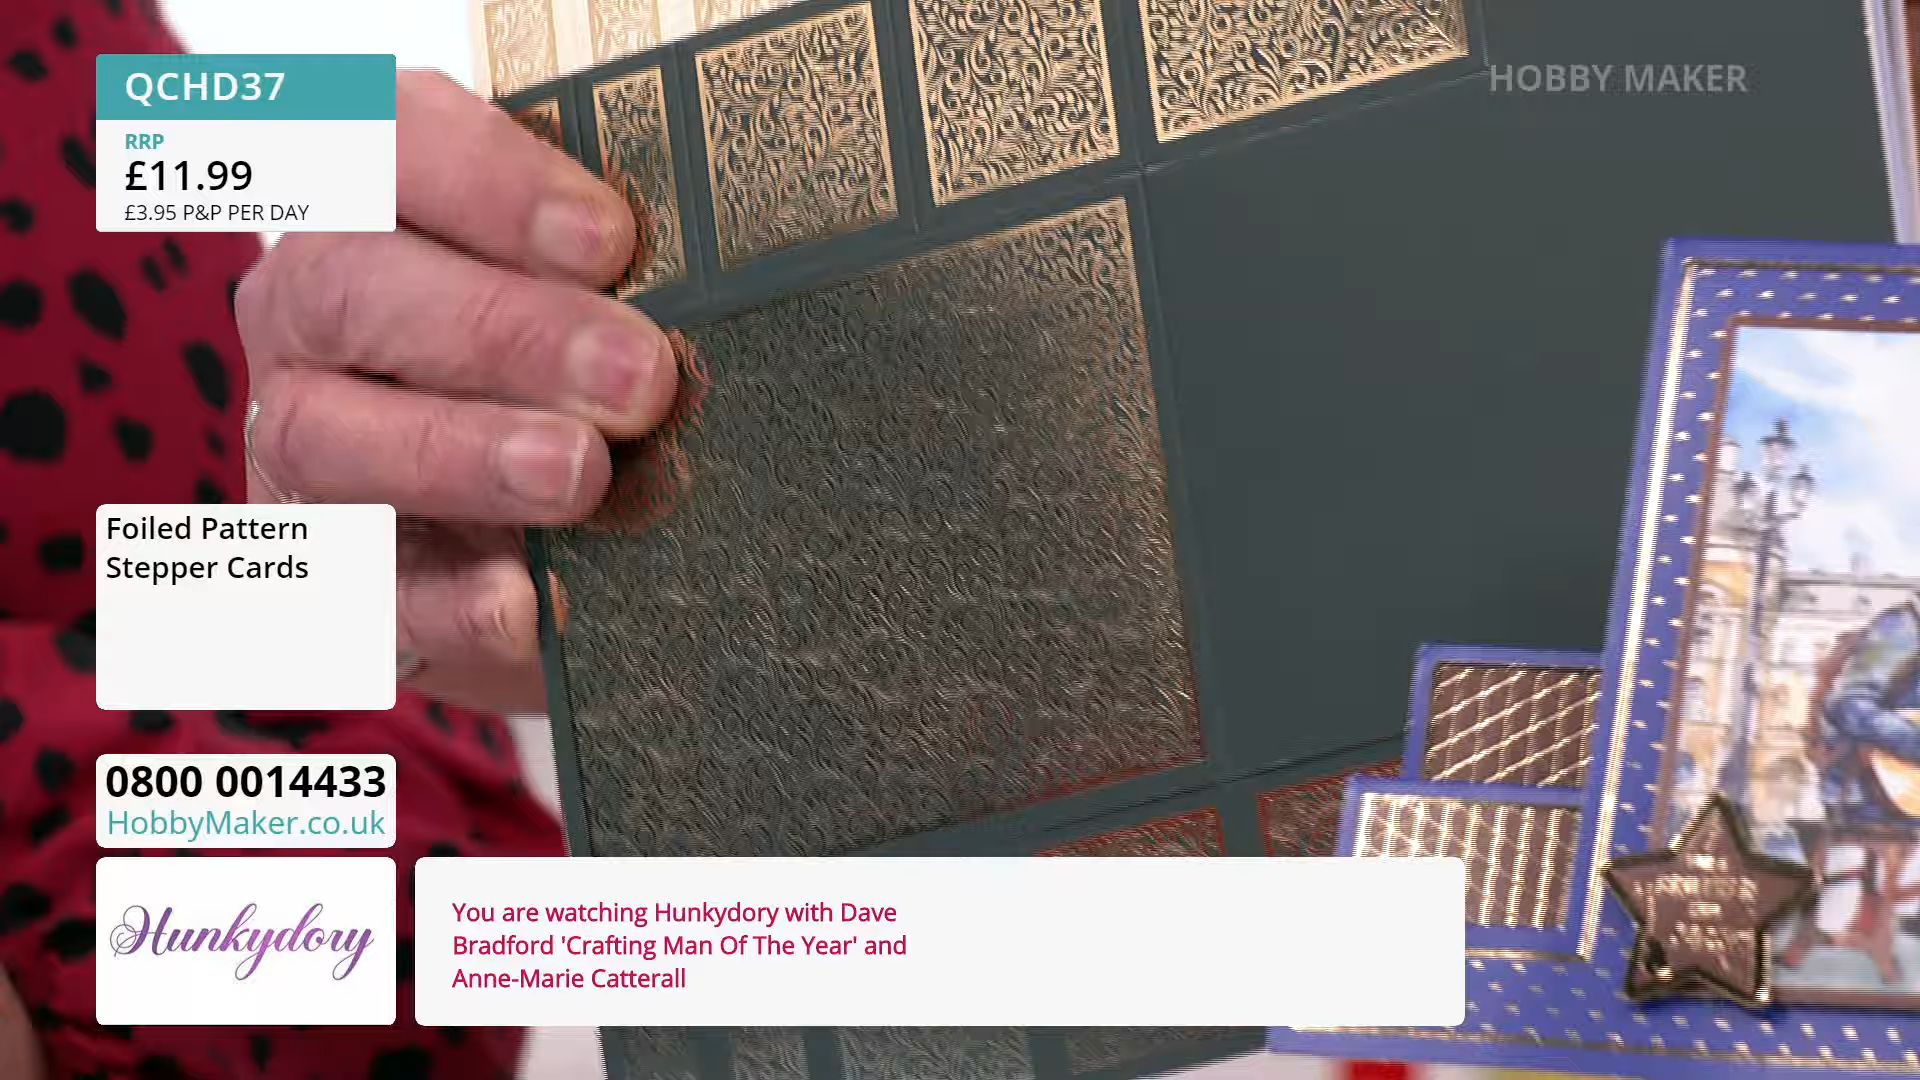 QCHD37
RRP
£11.99
£3.95 P&P PER DAY
HOBBY MAKER
Foiled Pattern
Stepper Cards
0800 0014433
HobbyMaker.co.uk
Hunkydory
You are watching Hunkydory with Dave
Bradford 'Crafting Man Of The Year' and
Anne-Marie Catterall